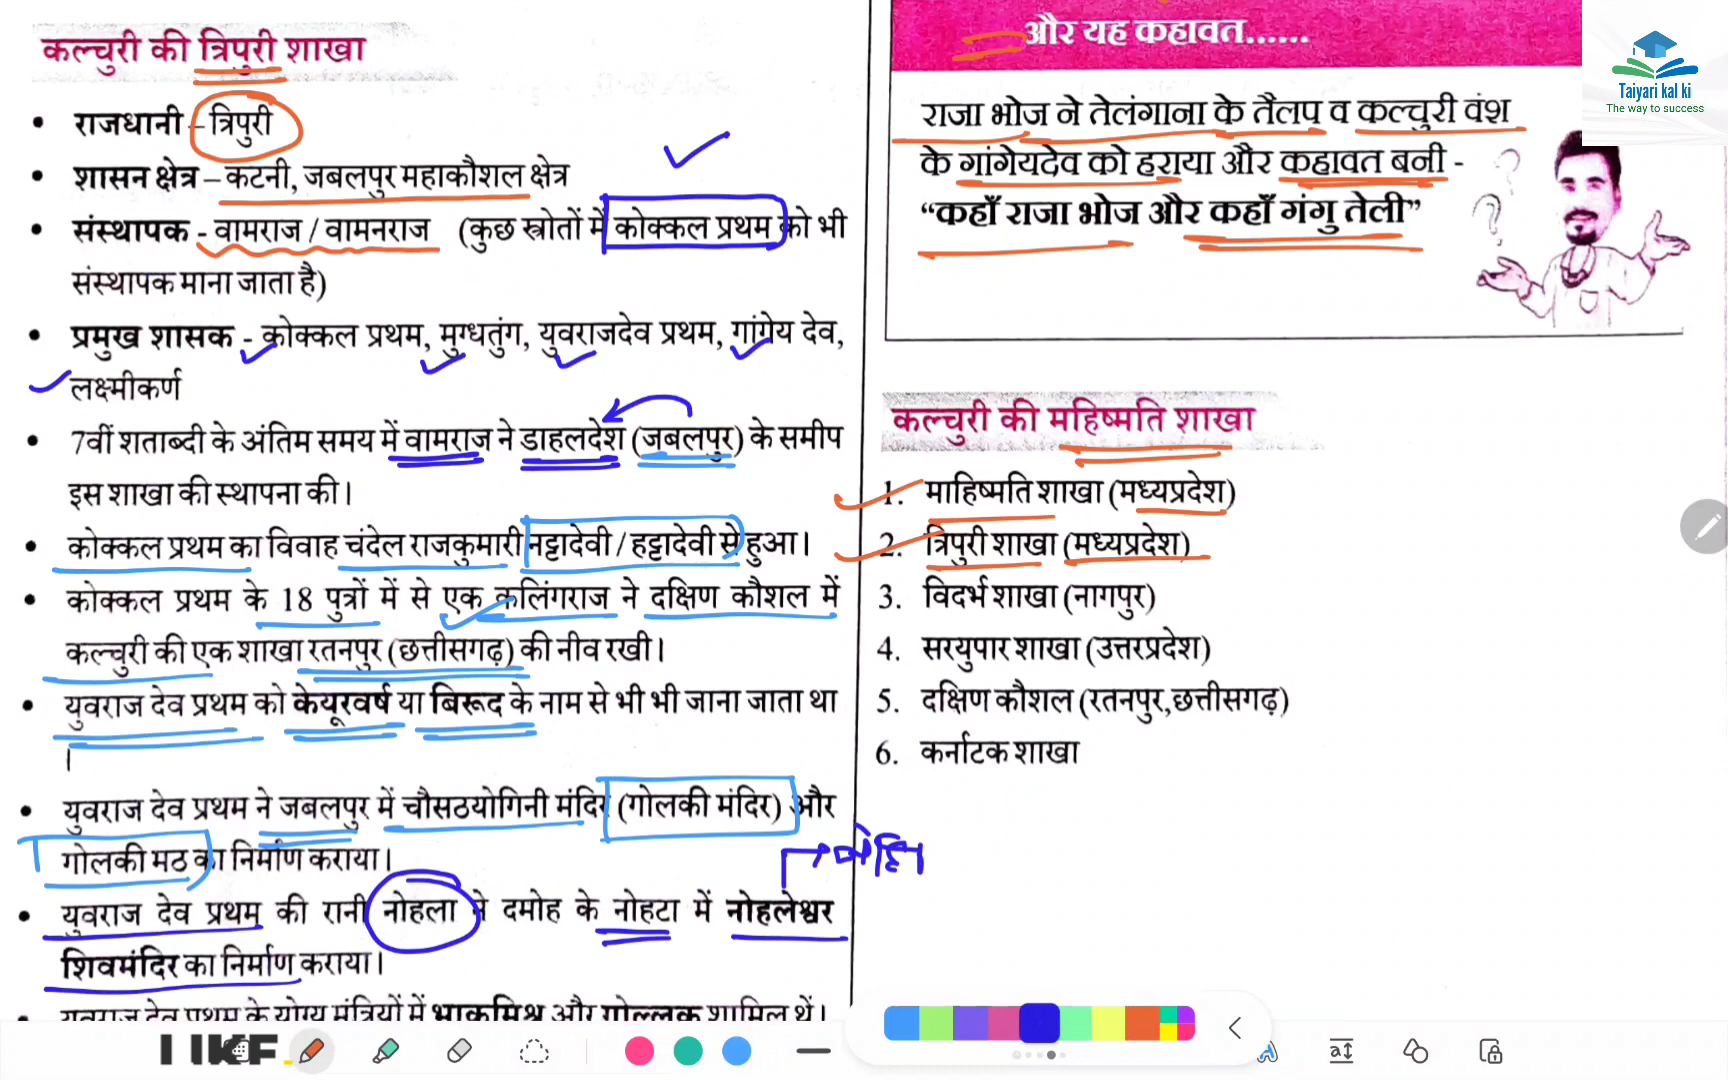 कल्चुरी की त्रिपुरी शाखा
• राजधानी – त्रिपुरी
• शासन क्षेत्र – कटनी, जबलपुर महाकौशल क्षेत्र
• संस्थापक - वामराज / वामनराज (कुछ स्त्रोतों में कोक्कल प्रथम को भी
संस्थापक माना जाता है)
• प्रमुख शासक - कोक्कल प्रथम, मुग्धतुंग, युवराजदेव प्रथम, गांगेय देव,
लक्ष्मीकर्ण
• 7वीं शताब्दी के अंतिम समय में वामराज ने डाहलदेश (जबलपुर) के समीप
इस शाखा की स्थापना की।
• कोक्कल प्रथम का विवाह चंदेल राजकुमारी नट्टादेवी / हट्टादेवी से हुआ।
• कोक्कल प्रथम के 18 पुत्रों में से एक कलिंगराज ने दक्षिण कौशल में
कल्चुरी की एक शाखा रतनपुर (छत्तीसगढ़) की नीव रखी।
• युवराज देव प्रथम को केयूरवर्ष या बिरूद के नाम से भी भी जाना जाता था
।
• युवराज देव प्रथम ने जबलपुर में चौसठयोगिनी मंदिर (गोलकी मंदिर) और
गोलकी मठ का निर्माण कराया।
• युवराज देव प्रथम की रानी नोहला ने दमोह के नोहटा में नोहलेश्वर
शिवमंदिर का निर्माण कराया।
• युवराज देव प्रथम के योग्य मंत्रियों में भाकमिश्र और गोल्लक शामिल थें।
और यह कहावत......
राजा भोज ने तेलंगाना के तैलप व कल्चुरी वंश
के गांगेयदेव को हराया और कहावत बनी -
“कहाँ राजा भोज और कहाँ गंगु तेली”
कल्चुरी की महिष्मति शाखा
1. माहिष्मति शाखा (मध्यप्रदेश)
2. त्रिपुरी शाखा (मध्यप्रदेश)
3. विदर्भ शाखा (नागपुर)
4. सरयुपार शाखा (उत्तरप्रदेश)
5. दक्षिण कौशल (रतनपुर,छत्तीसगढ़)
6. कर्नाटक शाखा
Taiyari kal ki
The way to success